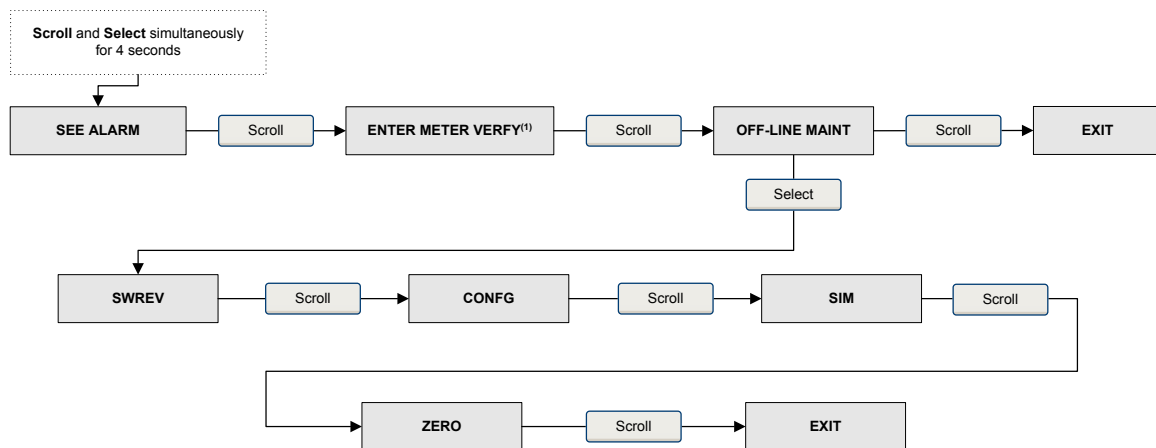 Scroll and Select simultaneously
for 4 seconds
SEE ALARM
Scroll
ENTER METER VERFY(1)
Scroll
OFF-LINE MAINT
Scroll
EXIT
Select
SWREV
Scroll
CONFG
Scroll
SIM
Scroll
ZERO
Scroll
EXIT